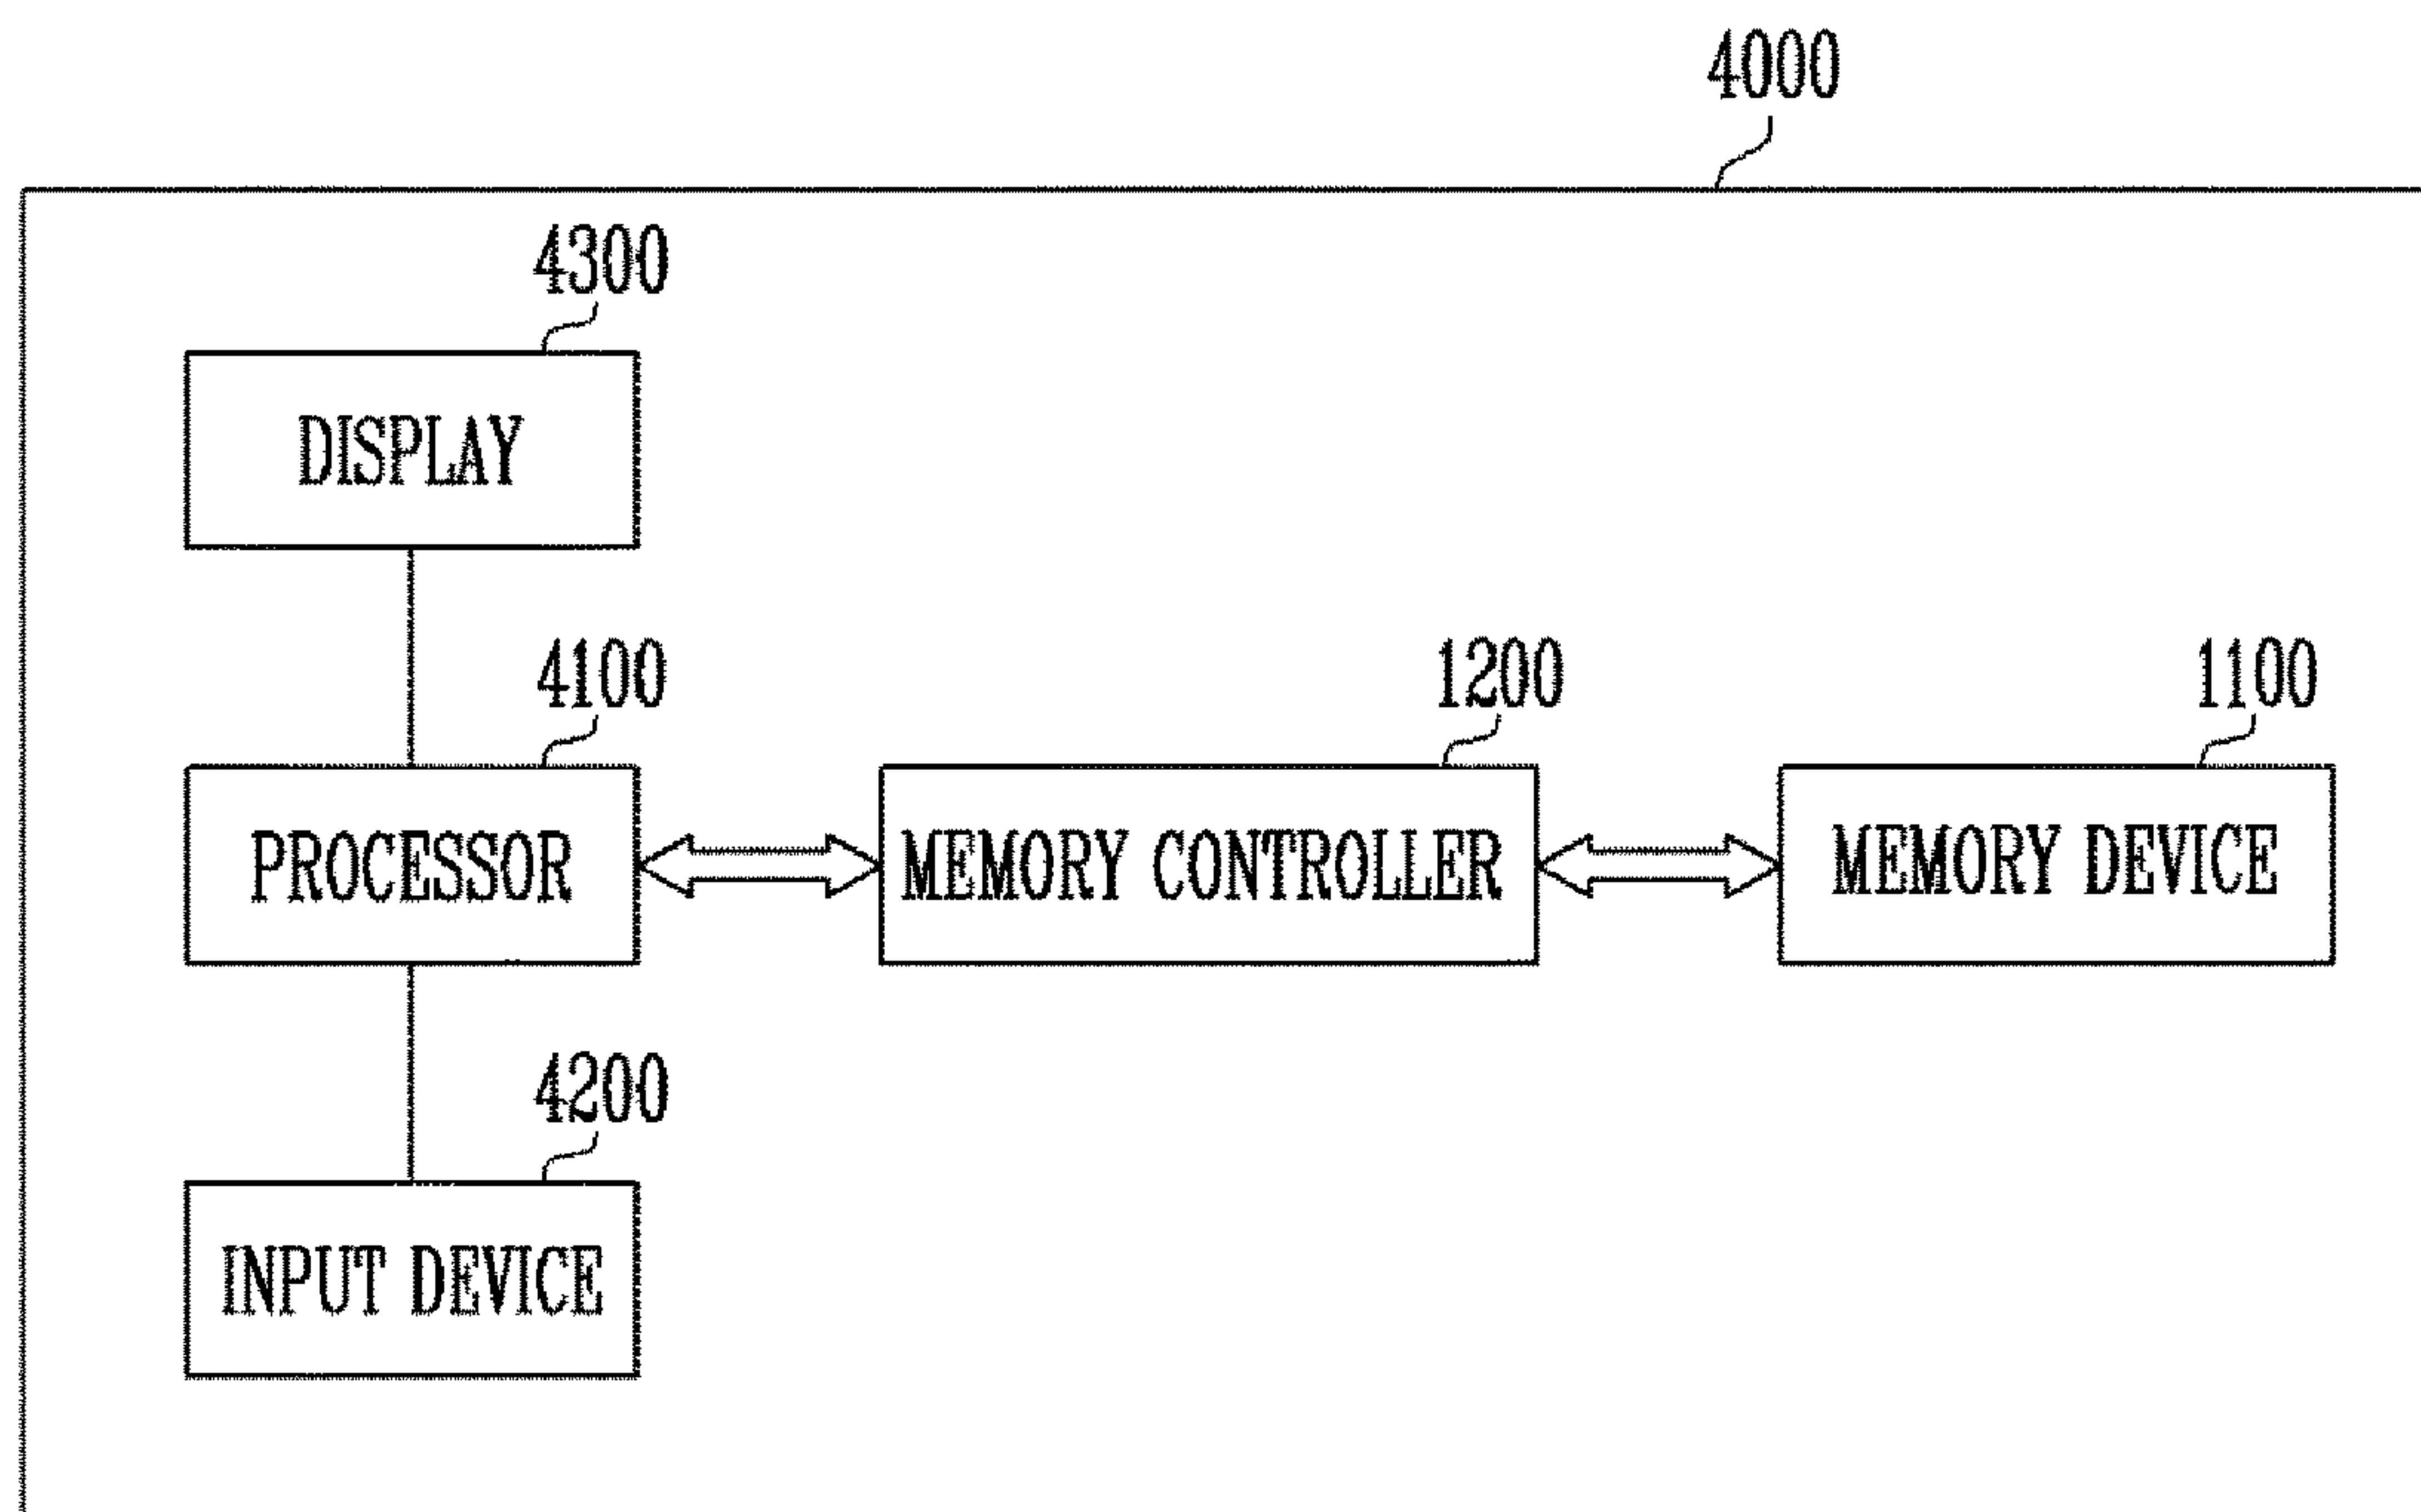 4000
4300
DISPLAY
4100
1200
1100
PROCESSOR
MEMORY CONTROLLER
MEMORY DEVICE
4200
INPUT DEVICE